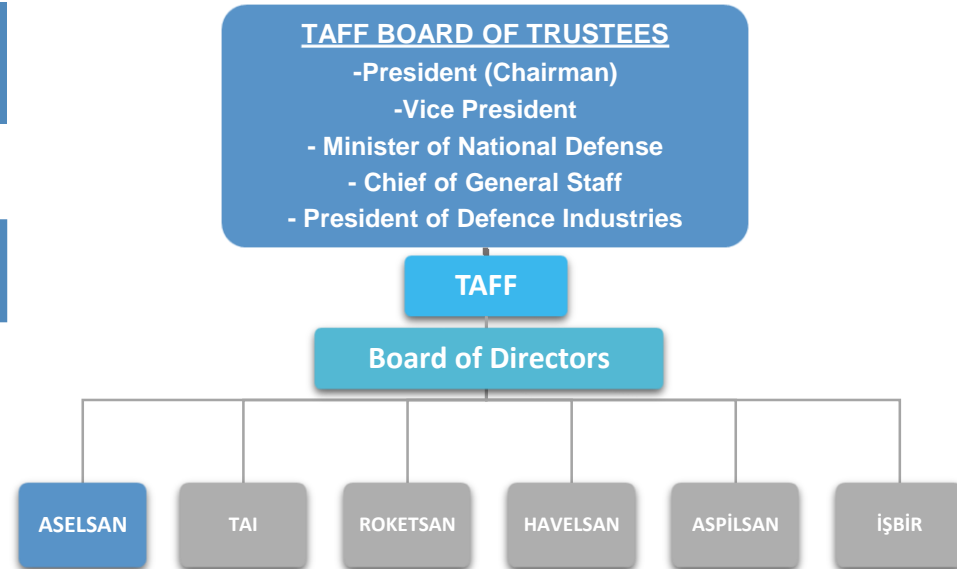 TAFF BOARD OF TRUSTEES
-President (Chairman)
-Vice President
- Minister of National Defense
- Chief of General Staff
- President of Defence Industries
TAFF
Board of Directors
ASELSAN
TAI
ROKETSAN
HAVELSAN
ASPİLSAN
İŞBİR